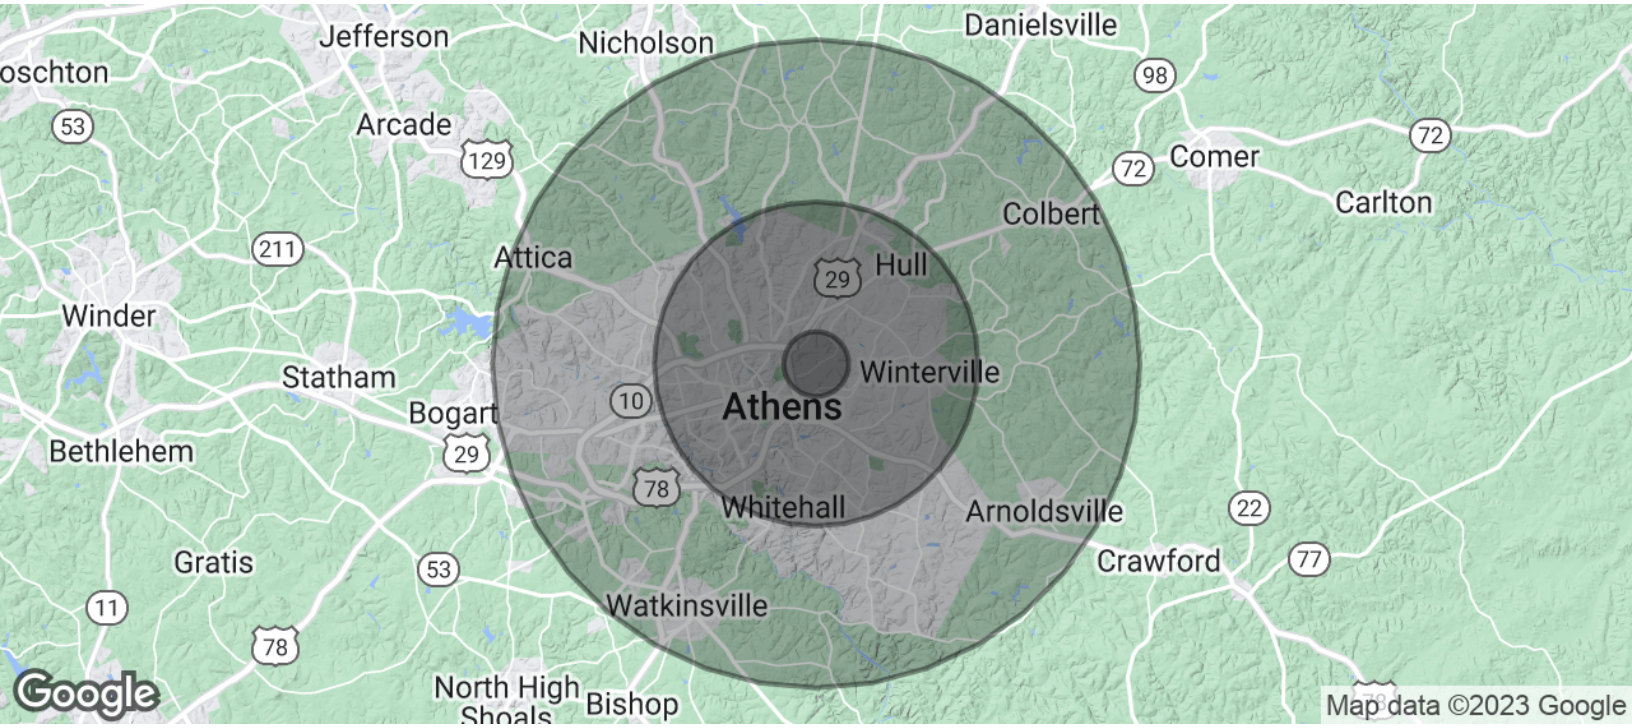 Danielsville
Jefferson
Nicholson
oschton
98
53
Arcade
72
129
Comer
72
Carlton
Colbert
211
Attica
Hull
29
Winder
Winterville
Statham
10
Athens
Bogart
Bethlehem
29
78
Whitehall
Arnoldsville
22
Gratis
53
Crawford
77
11
Watkinsville
78
Google
North High
Shoals
Bishop
78
Map data ©2023 Google